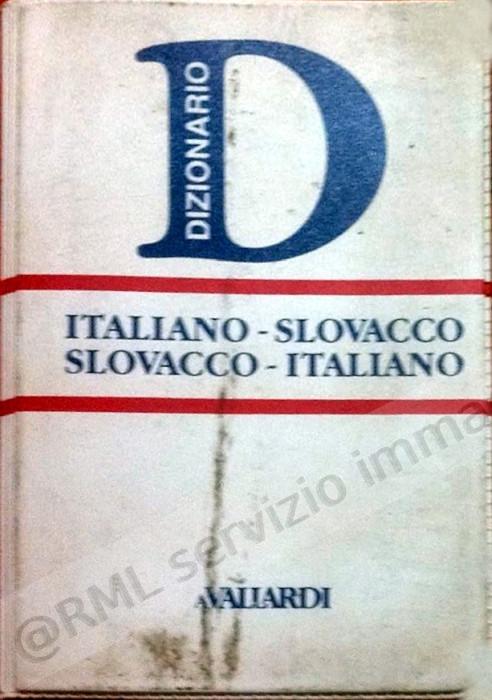 D
DIZIONARIO
ITALIANO - SLOVACCO
SLOVACCO - ITALIANO
A.VALLARDI
@RML servizio imma